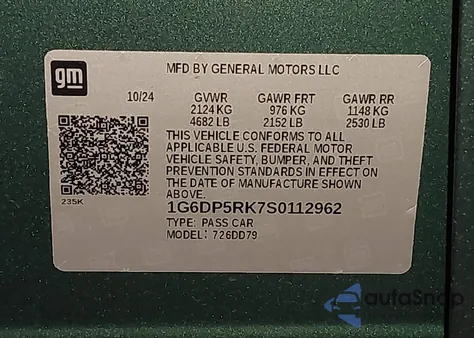 gm
MFD BY GENERAL MOTORS LLC
10/24 GVWR GAWR FRT GAWR RR
2124 KG 976 KG 1148 KG
4682 LB 2152 LB 2530 LB
THIS VEHICLE CONFORMS TO ALL
APPLICABLE U.S. FEDERAL MOTOR
VEHICLE SAFETY, BUMPER, AND THEFT
PREVENTION STANDARDS IN EFFECT ON
THE DATE OF MANUFACTURE SHOWN
ABOVE.
235K
1G6DP5RK7S0112962
TYPE: PASS CAR
MODEL: 726DD79
autoSnap